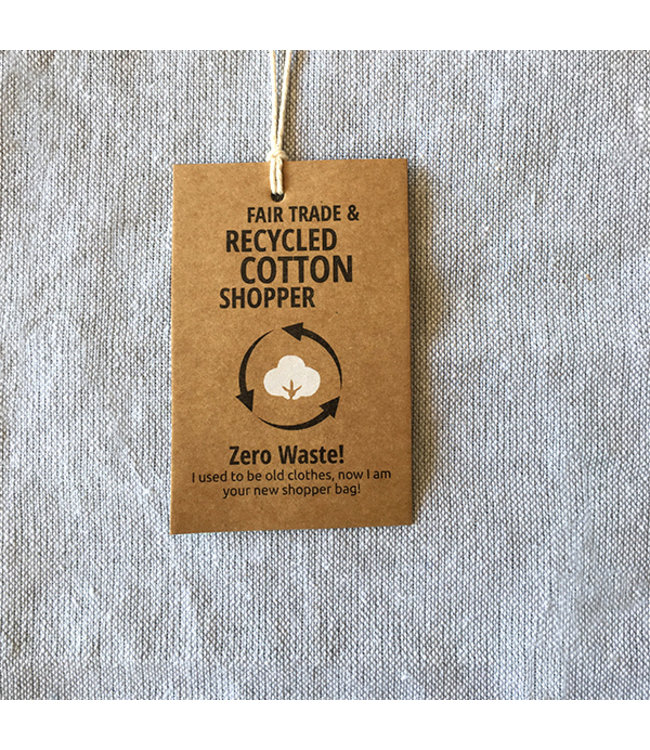 FAIR TRADE &
RECYCLED
COTTON
SHOPPER
Zero Waste!
I used to be old clothes, now I am
your new shopper bag!